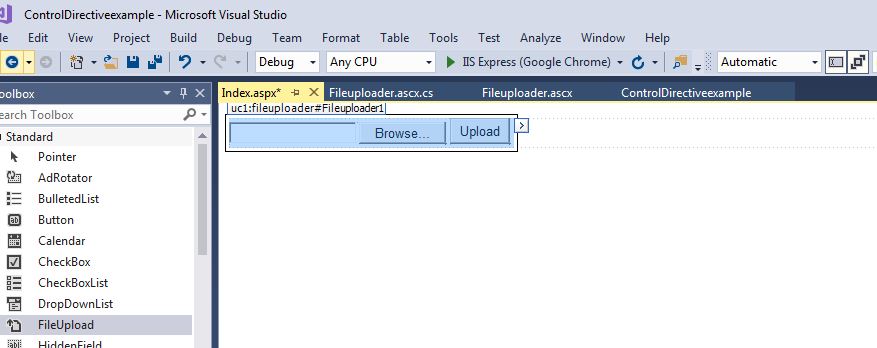 ControlDirectiveexample - Microsoft Visual Studio
Edit View Project Build Debug Team Format Table Tools Test Analyze Window Help
Debug Any CPU IIS Express (Google Chrome) Automatic
oolbox Index.aspx* Fileuploader.ascx.cs Fileuploader.ascx ControlDirectiveexample
earch Toolbox uc1:fileuploader#Fileuploader1
Browse... Upload
Standard
Pointer
AdRotator
BulletedList
Button
Calendar
CheckBox
CheckBoxList
DropDownList
FileUpload
HiddenField